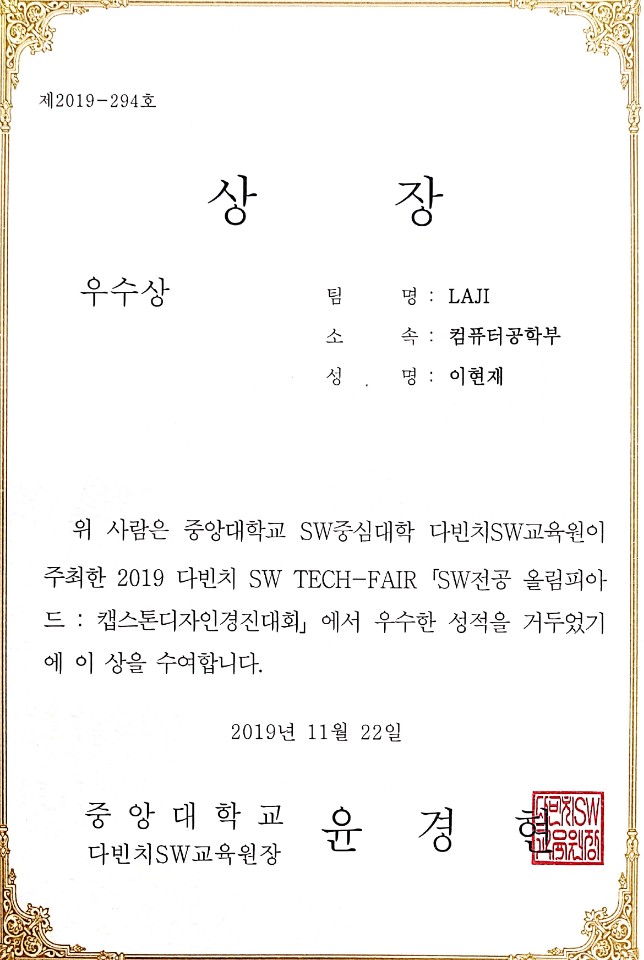 제2019-294호
상 장
우수상
팀 명 : LAJI
소 속 : 컴퓨터공학부
성 명 : 이현재
위 사람은 중앙대학교 SW중심대학 다빈치SW교육원이
주최한 2019 다빈치 SW TECH-FAIR 「SW전공 올림피아
드 : 캡스톤디자인경진대회」에서 우수한 성적을 거두었기
에 이 상을 수여합니다.
2019년 11월 22일
중앙대학교
다빈치SW교육원장 윤 경 현
다빈치SW
교육원장